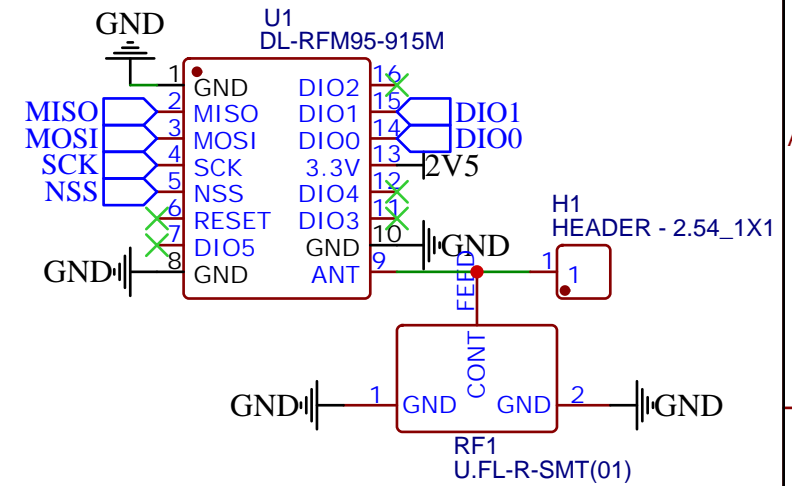 GND
U1
DL-RFM95-915M
1 GND DIO2 16
MISO 2 MISO DIO1 15 DIO1
MOSI 3 MOSI DIO0 14 DIO0
SCK 4 SCK 3.3V 13 2V5
NSS 5 NSS DIO4 12
6 RESET DIO3 11
7 DIO5 GND 10 GND
GND 8 GND ANT 9
H1
HEADER - 2.54_1X1
1 1
FEED
CONT
GND 1 GND GND 2 GND
RF1
U.FL-R-SMT(01)